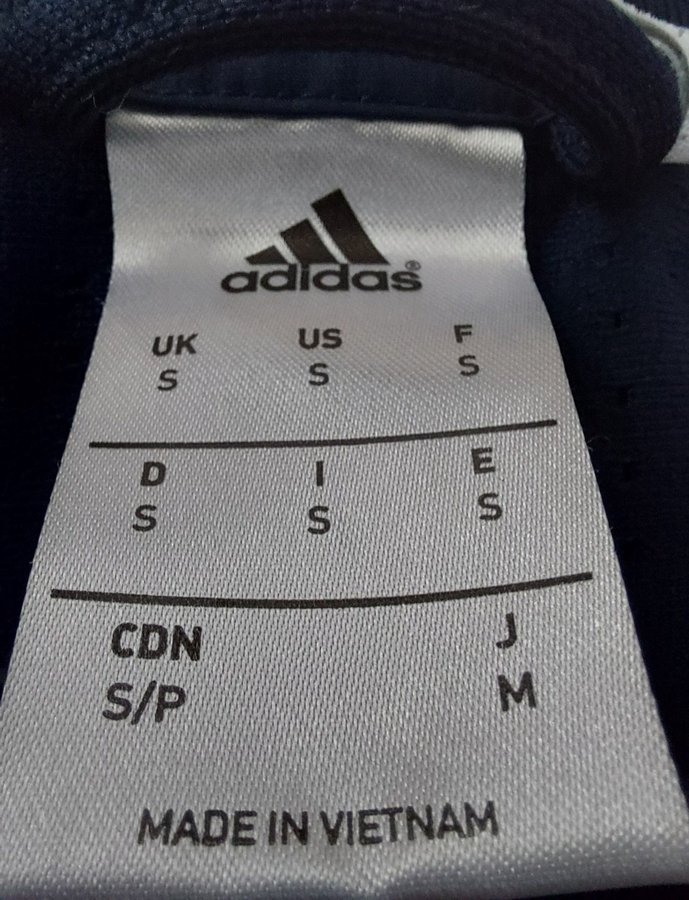 adidas®
UK US F
S S S
D I E
S S S
CDN J
S/P M
MADE IN VIETNAM